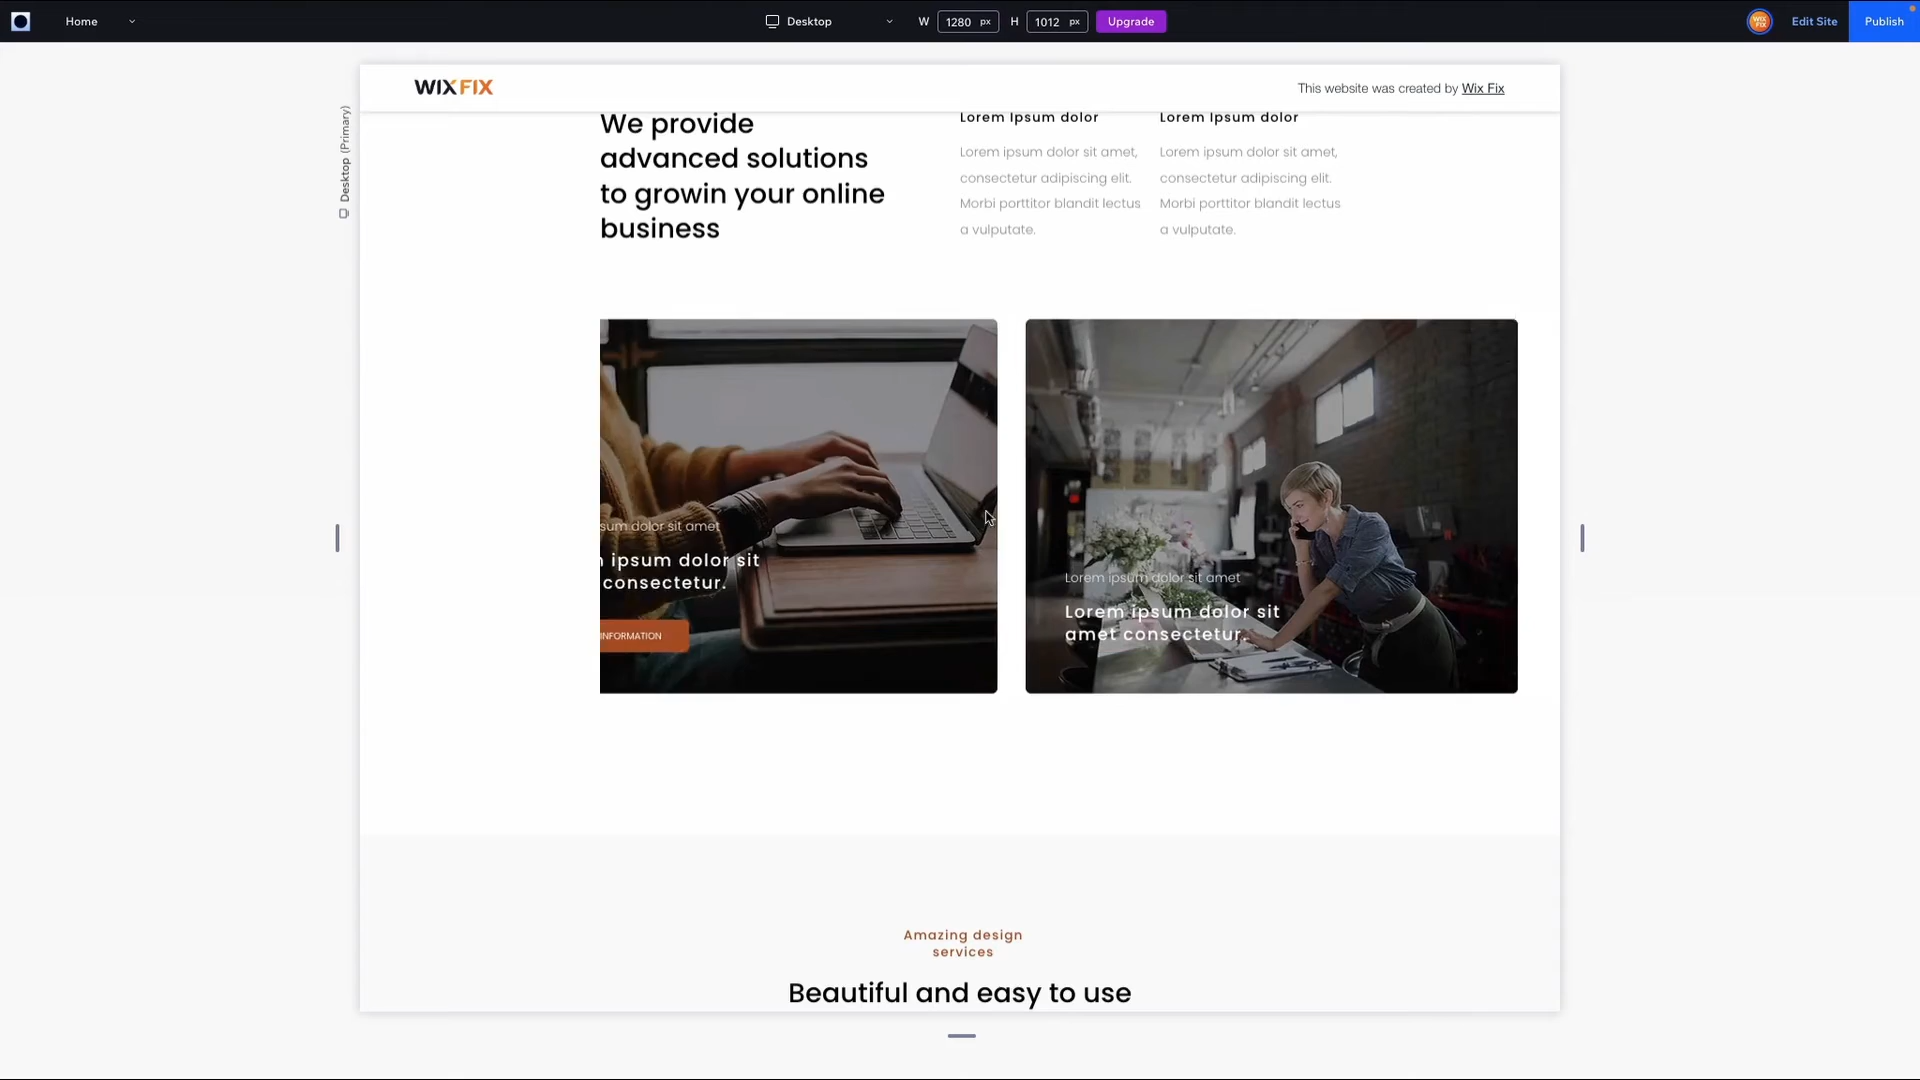 Home
Desktop
W 1280 px H 1012 px Upgrade
Edit Site
Publish
Desktop (Primary)
WIXFIX
This website was created by Wix Fix
We provide
advanced solutions
to growin your online
business
Lorem Ipsum dolor
Lorem ipsum dolor sit amet,
consectetur adipiscing elit.
Morbi porttitor blandit lectus
a vulputate.
Lorem Ipsum dolor
Lorem ipsum dolor sit amet,
consectetur adipiscing elit.
Morbi porttitor blandit lectus
a vulputate.
sum dolor sit amet
ipsum dolor sit
consectetur.
INFORMATION
Lorem ipsum dolor sit amet
Lorem ipsum dolor sit
amet consectetur.
Amazing design
services
Beautiful and easy to use